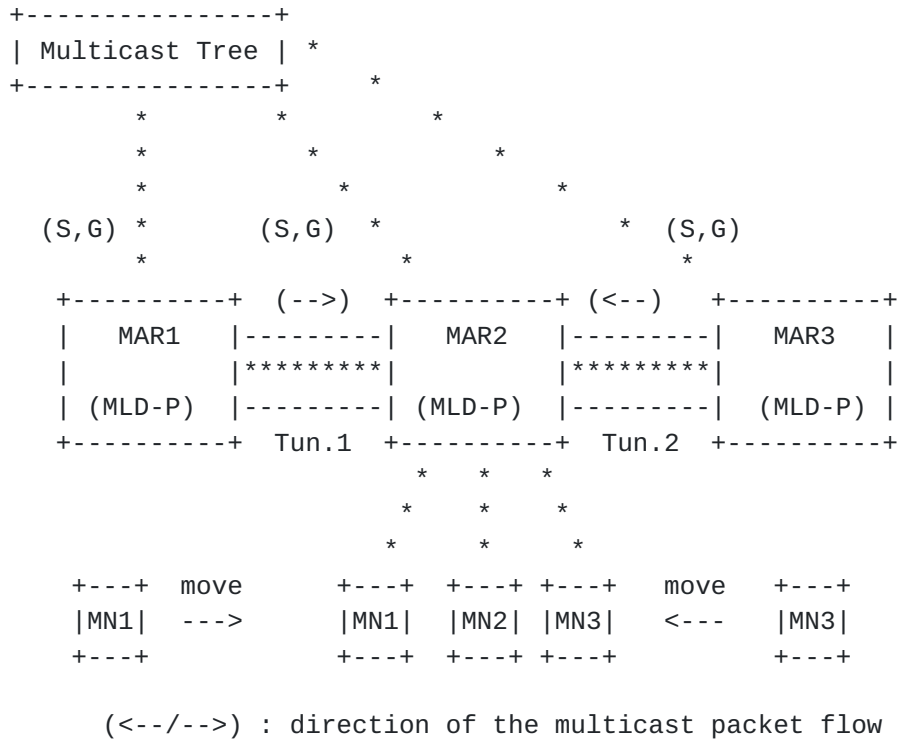 +----------------+
| Multicast Tree | *
+----------------+     *
        *        *         *
        *          *           *
        *            *             *
  (S,G) *       (S,G)  *               *  (S,G)
        *                *                 *
   +----------+  (-->)  +----------+ (<--)   +----------+
   |   MAR1   |---------|   MAR2   |---------|   MAR3   |
   |          |*********|          |*********|          |
   | (MLD-P)  |---------| (MLD-P)  |---------|  (MLD-P) |
   +----------+  Tun.1  +----------+  Tun.2  +----------+
                          *   *   *
                         *    *    *
                        *     *     *
    +---+  move      +---+  +---+ +---+   move   +---+
    |MN1|  --->      |MN1|  |MN2| |MN3|   <---   |MN3|
    +---+            +---+  +---+ +---+          +---+
      (<--/-->) : direction of the multicast packet flow